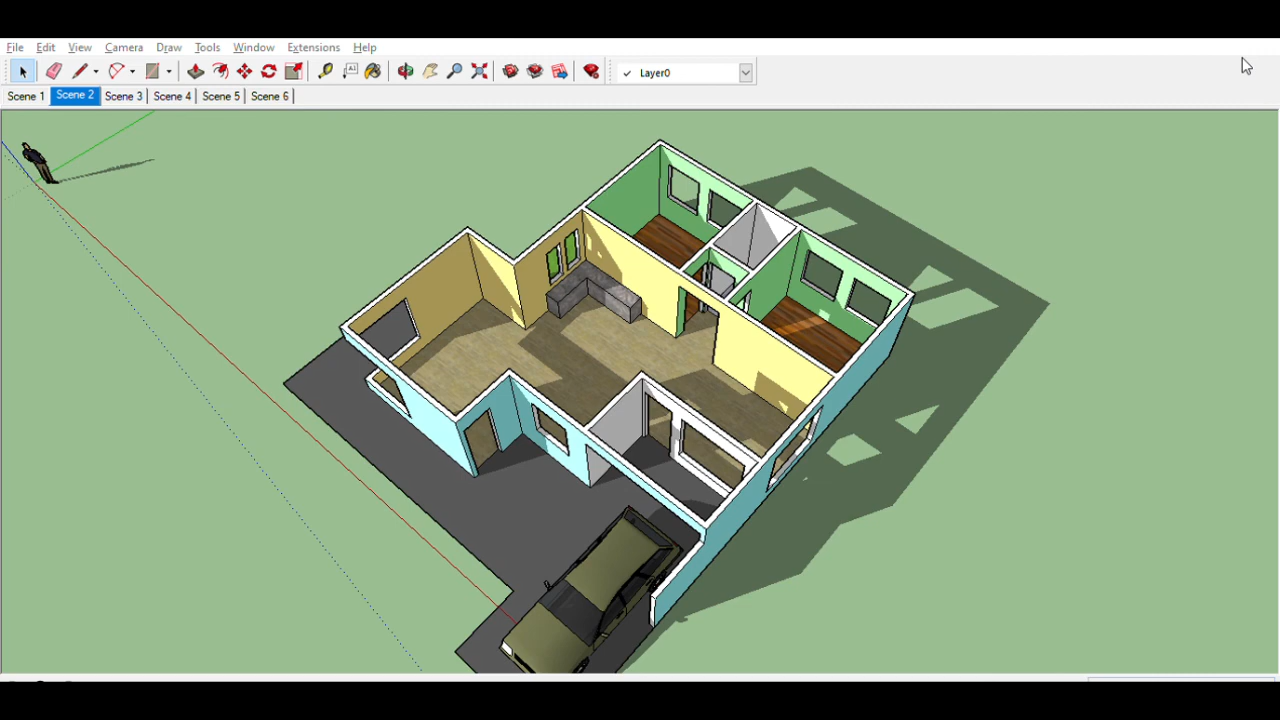 File Edit View Camera Draw Tools Window Extensions Help
Layer0
Scene 1 Scene 2 Scene 3 Scene 4 Scene 5 Scene 6